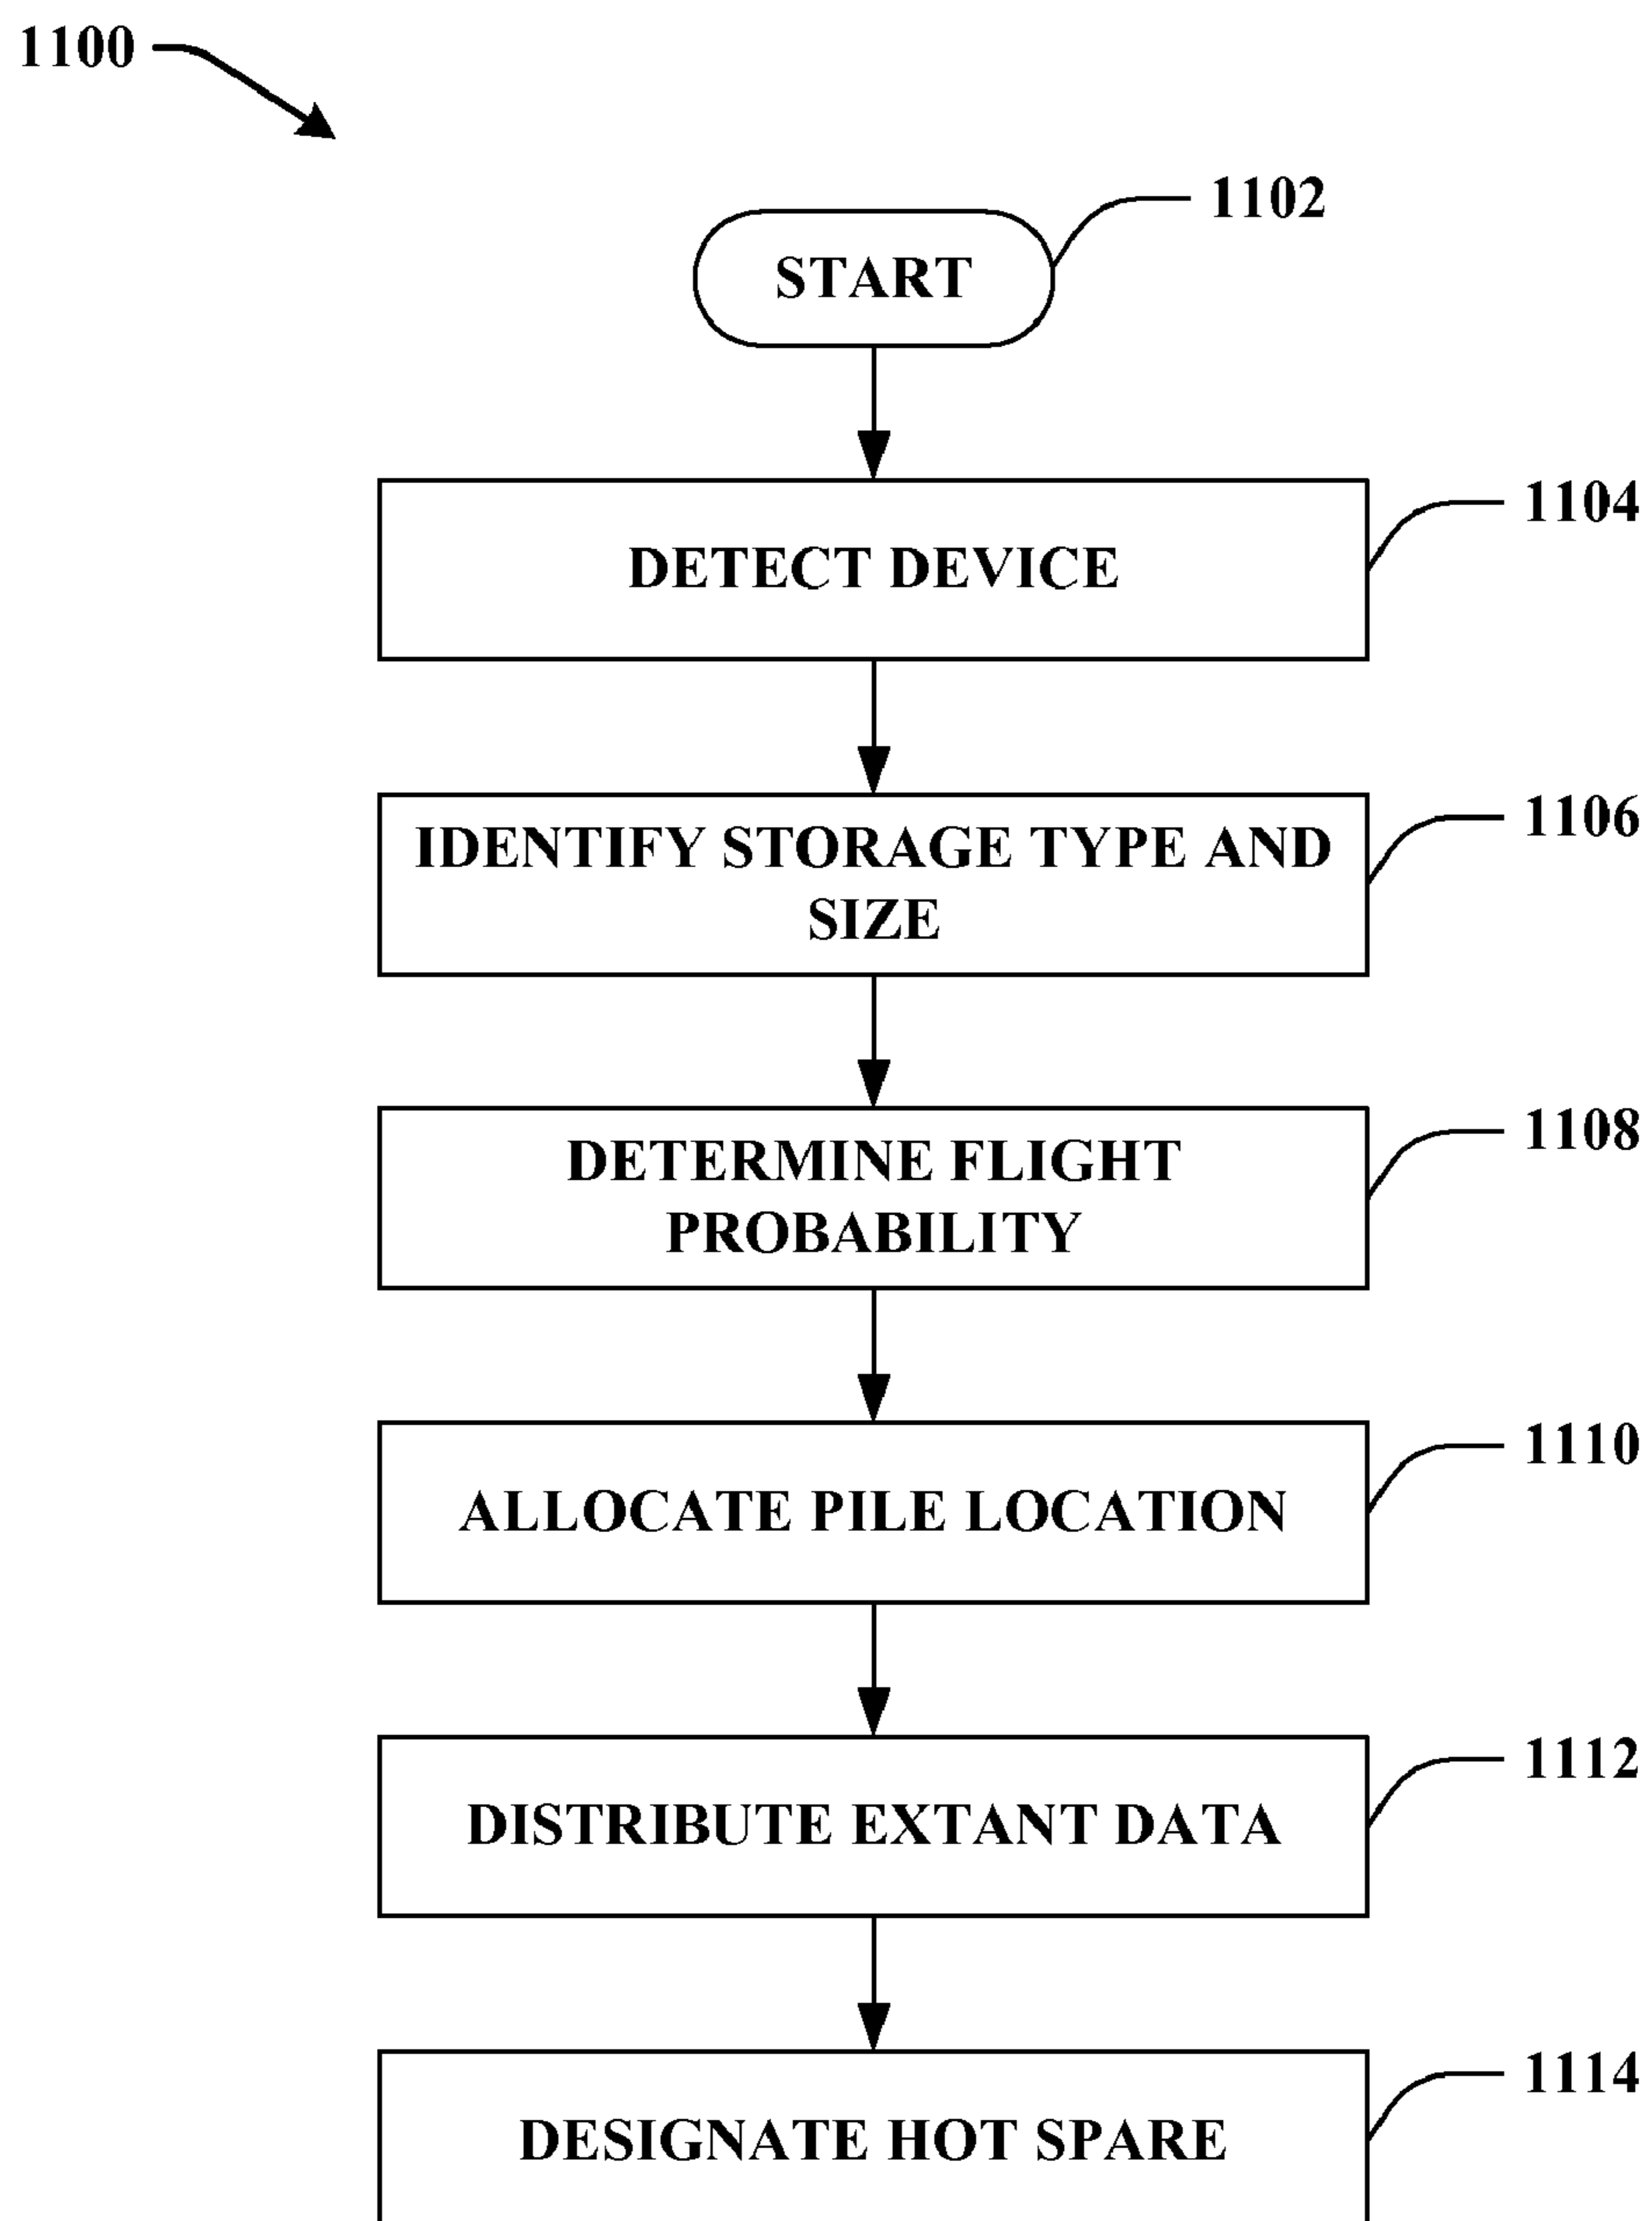 1100
1102
START
1104
DETECT DEVICE
1106
IDENTIFY STORAGE TYPE AND
SIZE
1108
DETERMINE FLIGHT
PROBABILITY
1110
ALLOCATE PILE LOCATION
1112
DISTRIBUTE EXTANT DATA
1114
DESIGNATE HOT SPARE